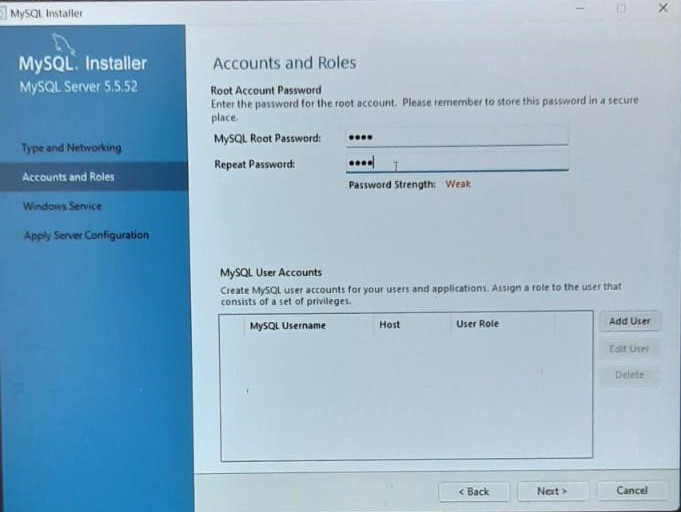 MySQL Installer
MySQL. Installer
MySQL Server 5.5.52
Type and Networking
Accounts and Roles
Windows Service
Apply Server Configuration
Accounts and Roles
Root Account Password
Enter the password for the root account. Please remember to store this password in a secure
place.
MySQL Root Password: ••••
Repeat Password: ••••
Password Strength: Weak
MySQL User Accounts
Create MySQL user accounts for your users and applications. Assign a role to the user that
consists of a set of privileges.
MySQL Username Host User Role
Add User
Edit User
Delete
< Back Next > Cancel